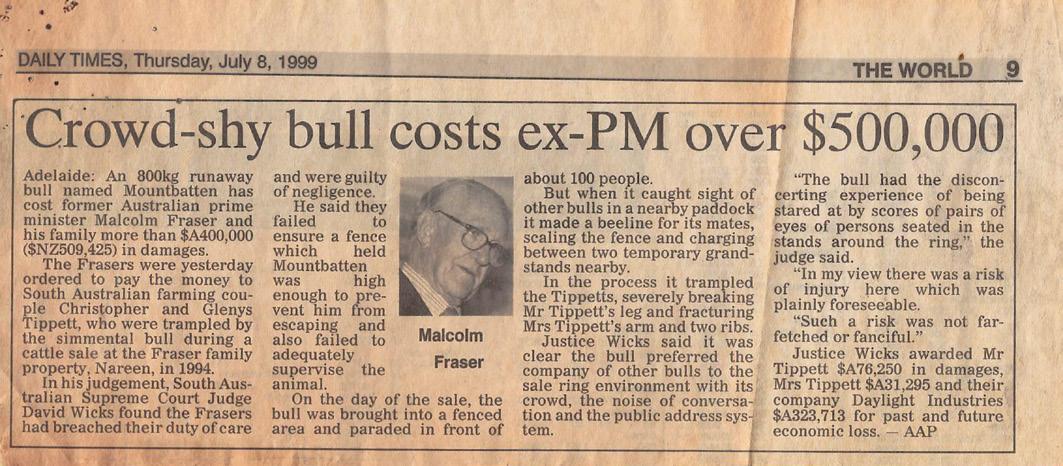 DAILY TIMES, Thursday, July 8, 1999
THE WORLD 9
Crowd-shy bull costs ex-PM over $500,000
Adelaide: An 800kg runaway
bull named Mountbatten has
cost former Australian prime
minister Malcolm Fraser and
his family more than $A400,000
($NZ509,425) in damages.
The Frasers were yesterday
ordered to pay the money to
South Australian farming cou-
ple Christopher and Glenys
Tippett, who were trampled by
the simmental bull during a
cattle sale at the Fraser family
property, Nareen, in 1994.
In his judgement, South Aus-
tralian Supreme Court Judge
David Wicks found the Frasers
had breached their duty of care
and were guilty
of negligence.
He said they
failed to
ensure a fence
which held
Mountbatten
was high
enough to pre-
vent him from
escaping and
also failed to
adequately
supervise the
animal.
On the day of the sale, the
bull was brought into a fenced
area and paraded in front of
Malcolm
Fraser
about 100 people.
But when it caught sight of
other bulls in a nearby paddock
it made a beeline for its mates,
scaling the fence and charging
between two temporary grand-
stands nearby.
In the process it trampled
the Tippetts, severely breaking
Mr Tippett's leg and fracturing
Mrs Tippett's arm and two ribs.
Justice Wicks said it was
clear the bull preferred the
company of other bulls to the
sale ring environment with its
crowd, the noise of conversa-
tion and the public address sys-
tem.
"The bull had the discon-
certing experience of being
stared at by scores of pairs of
eyes of persons seated in the
stands around the ring," the
judge said.
"In my view there was a risk
of injury here which was
plainly foreseeable.
"Such a risk was not far-
fetched or fanciful."
Justice Wicks awarded Mr
Tippett $A76,250 in damages,
Mrs Tippett $A31,295 and their
company Daylight Industries
$A323,713 for past and future
economic loss. — AAP